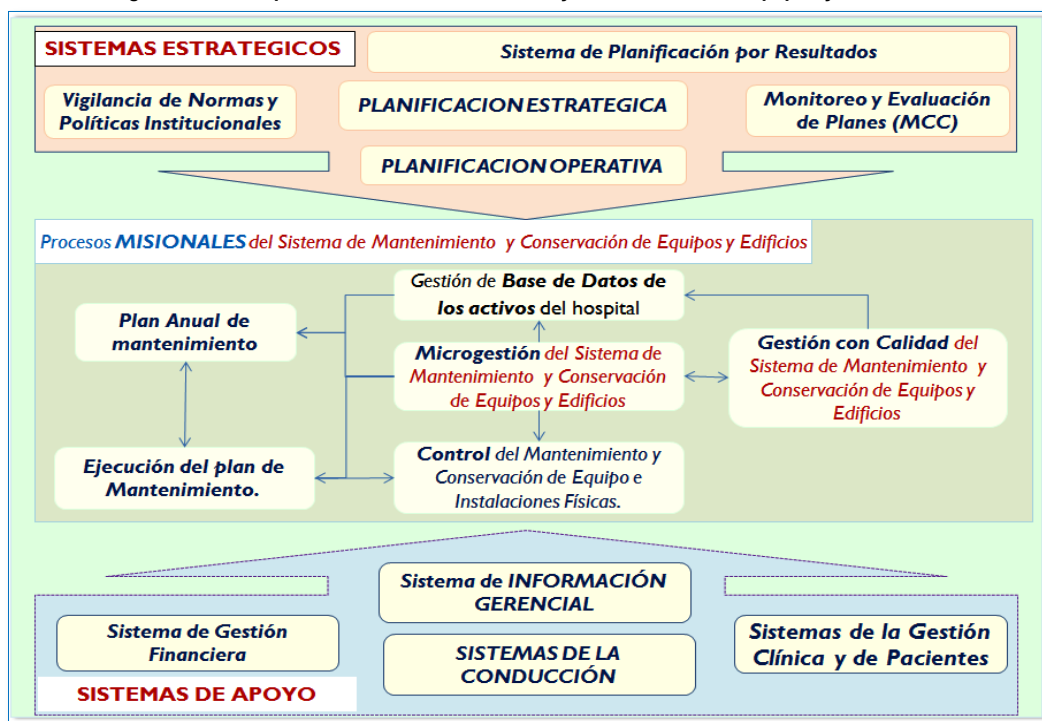 SISTEMAS ESTRATEGICOS
Sistema de Planificación por Resultados
Vigilancia de Normas y
Políticas Institucionales
PLANIFICACION ESTRATEGICA
Monitoreo y Evaluación
de Planes (MCC)
PLANIFICACION OPERATIVA
Procesos MISIONALES del Sistema de Mantenimiento y Conservación de Equipos y Edificios
Gestión de Base de Datos de
los activos del hospital
Plan Anual de
mantenimiento
Microgestión del Sistema de
Mantenimiento y Conservación
de Equipos y Edificios
Gestión con Calidad del
Sistema de Mantenimiento y
Conservación de Equipos y
Edificios
Ejecución del plan de
Mantenimiento.
Control del Mantenimiento y
Conservación de Equipo e
Instalaciones Físicas.
Sistema de INFORMACIÓN
GERENCIAL
Sistema de Gestión
Financiera
SISTEMAS DE LA
CONDUCCIÓN
Sistemas de la Gestión
Clínica y de Pacientes
SISTEMAS DE APOYO